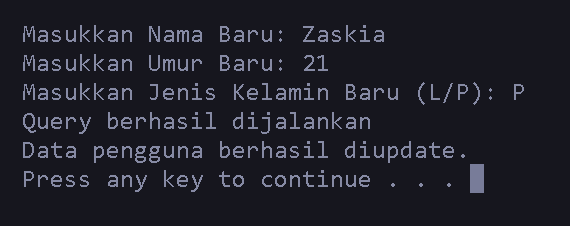 Masukkan Nama Baru: Zaskia
Masukkan Umur Baru: 21
Masukkan Jenis Kelamin Baru (L/P): P
Query berhasil dijalankan
Data pengguna berhasil diupdate.
Press any key to continue . . .